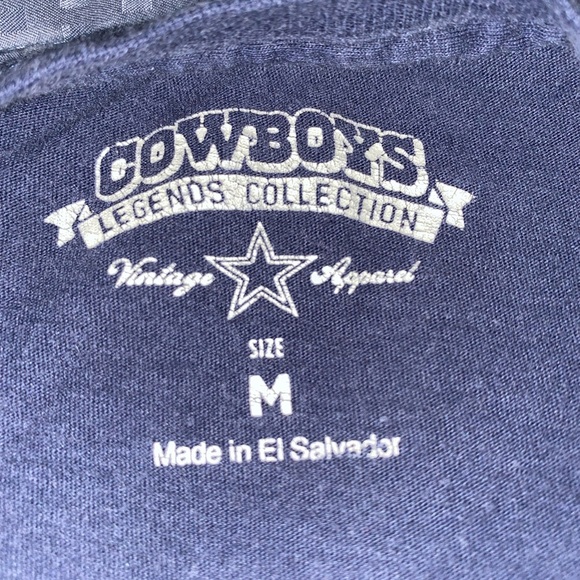 COWBOYS
LEGENDS COLLECTION
Vintage Apparel
SIZE
M
Made in El Salvador